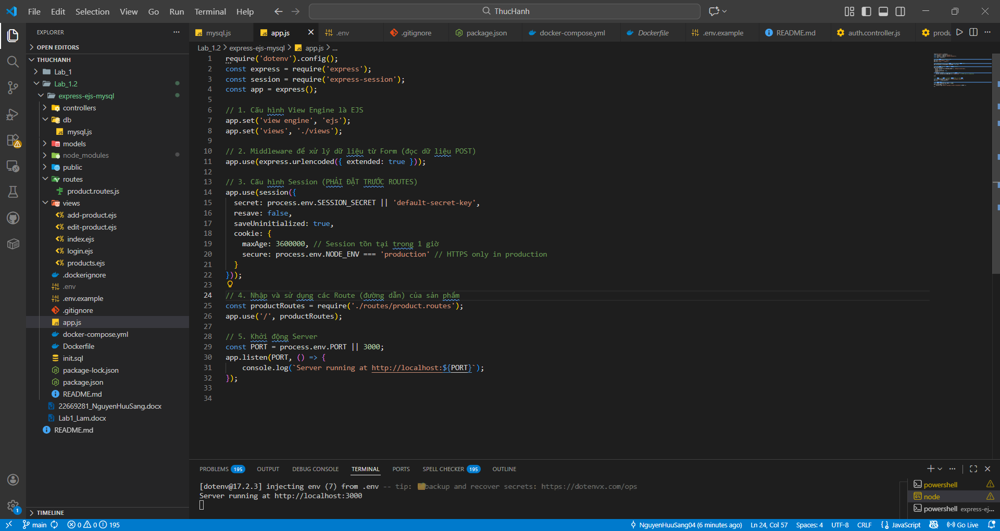 File Edit Selection View Go Run Terminal Help
ThucHanh
EXPLORER
OPEN EDITORS
THUCHANH
Lab_1
Lab_1.2
express-ejs-mysql
controllers
db
mysql.js
models
node_modules
public
routes
product.routes.js
views
add-product.ejs
edit-product.ejs
index.ejs
login.ejs
products.ejs
.dockerignore
.env
.env.example
.gitignore
app.js
docker-compose.yml
Dockerfile
init.sql
package-lock.json
package.json
README.md
22669281_NguyenHuuSang.docx
Lab1_Lam.docx
README.md
TIMELINE
mysql.js app.js .env .gitignore package.json docker-compose.yml Dockerfile .env.example README.md auth.controller.js produ
Lab_1.2 > express-ejs-mysql > app.js > ...
1 require('dotenv').config();
2 const express = require('express');
3 const session = require('express-session');
4 const app = express();
5
6 // 1. Cấu hình View Engine là EJS
7 app.set('view engine', 'ejs');
8 app.set('views', './views');
9
10 // 2. Middleware để xử lý dữ liệu từ Form (đọc dữ liệu POST)
11 app.use(express.urlencoded({ extended: true }));
12
13 // 3. Cấu hình Session (PHẢI ĐẶT TRƯỚC ROUTES)
14 app.use(session({
15 secret: process.env.SESSION_SECRET || 'default-secret-key',
16 resave: false,
17 saveUninitialized: true,
18 cookie: {
19 maxAge: 3600000, // Session tồn tại trong 1 giờ
20 secure: process.env.NODE_ENV === 'production' // HTTPS only in production
21 }
22 }));
23
24 // 4. Nhập và sử dụng các Route (đường dẫn) của sản phẩm
25 const productRoutes = require('./routes/product.routes');
26 app.use('/', productRoutes);
27
28 // 5. Khởi động Server
29 const PORT = process.env.PORT || 3000;
30 app.listen(PORT, () => {
31 console.log(`Server running at http://localhost:${PORT}`);
32 });
33
34
PROBLEMS 195 OUTPUT DEBUG CONSOLE TERMINAL PORTS SPELL CHECKER 195 OUTLINE
[dotenv@17.2.3] injecting env (7) from .env -- tip: backup and recover secrets: https://dotenvx.com/ops
Server running at http://localhost:3000
powershell
node
powershell express-ej...
1
main 0 0 195 NguyenHuuSang04 (6 minutes ago) Ln 24, Col 57 Spaces: 4 UTF-8 CRLF JavaScript Go Live